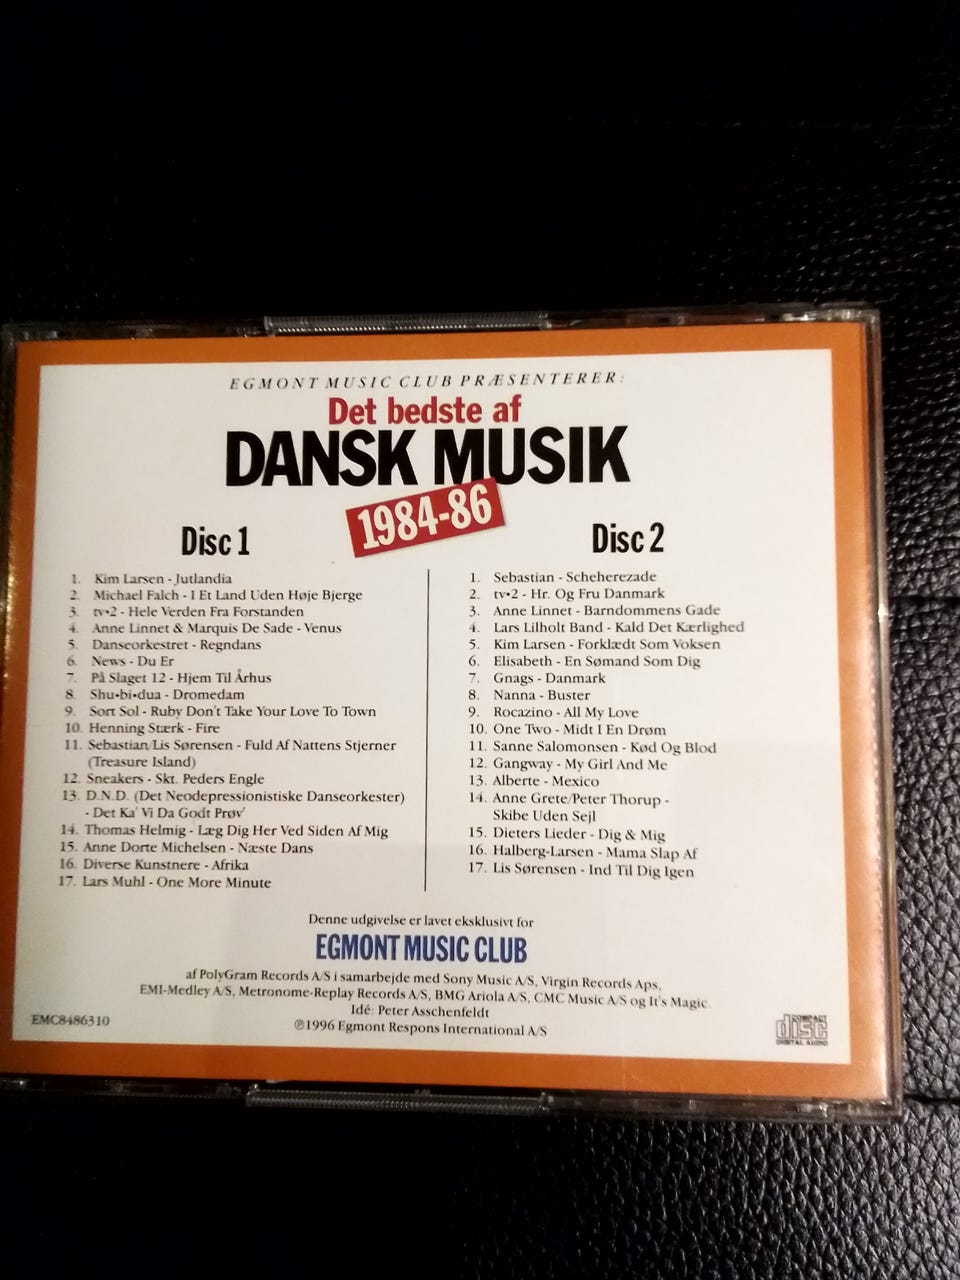 EGMONT MUSIC CLUB PRÆSENTERER:
Det bedste af
DANSK MUSIK
1984-86
Disc 1
1. Kim Larsen - Jutlandia
2. Michael Falch - I Et Land Uden Høje Bjerge
3. tv•2 - Hele Verden Fra Forstanden
4. Anne Linnet & Marquis De Sade - Venus
5. Danseorkestret - Regndans
6. News - Du Er
7. På Slaget 12 - Hjem Til Århus
8. Shu•bi•dua - Dromedam
9. Sort Sol - Ruby Don't Take Your Love To Town
10. Henning Stærk - Fire
11. Sebastian/Lis Sørensen - Fuld Af Nattens Stjerner
(Treasure Island)
12. Sneakers - Skt. Peders Engle
13. D.N.D. (Det Neodepressionistiske Danseorkester)
- Det Ka' Vi Da Godt Prøv'
14. Thomas Helmig - Læg Dig Her Ved Siden Af Mig
15. Anne Dorte Michelsen - Næste Dans
16. Diverse Kunstnere - Afrika
17. Lars Muhl - One More Minute
Disc 2
1. Sebastian - Scheherezade
2. tv•2 - Hr. Og Fru Danmark
3. Anne Linnet - Barndommens Gade
4. Lars Lilholt Band - Kald Det Kærlighed
5. Kim Larsen - Forklædt Som Voksen
6. Elisabeth - En Sømand Som Dig
7. Gnags - Danmark
8. Nanna - Buster
9. Rocazino - All My Love
10. One Two - Midt I En Drøm
11. Sanne Salomonsen - Kød Og Blod
12. Gangway - My Girl And Me
13. Alberte - Mexico
14. Anne Grete/Peter Thorup -
Skibe Uden Sejl
15. Dieters Lieder - Dig & Mig
16. Halberg-Larsen - Mama Slap Af
17. Lis Sørensen - Ind Til Dig Igen
Denne udgivelse er lavet eksklusivt for
EGMONT MUSIC CLUB
af PolyGram Records A/S i samarbejde med Sony Music A/S, Virgin Records Aps,
EMI-Medley A/S, Metronome-Replay Records A/S, BMG Ariola A/S, CMC Music A/S og It's Magic.
Idé: Peter Asschenfeldt
℗1996 Egmont Respons International A/S
EMC8486310
COMPACT
disc
DIGITAL AUDIO